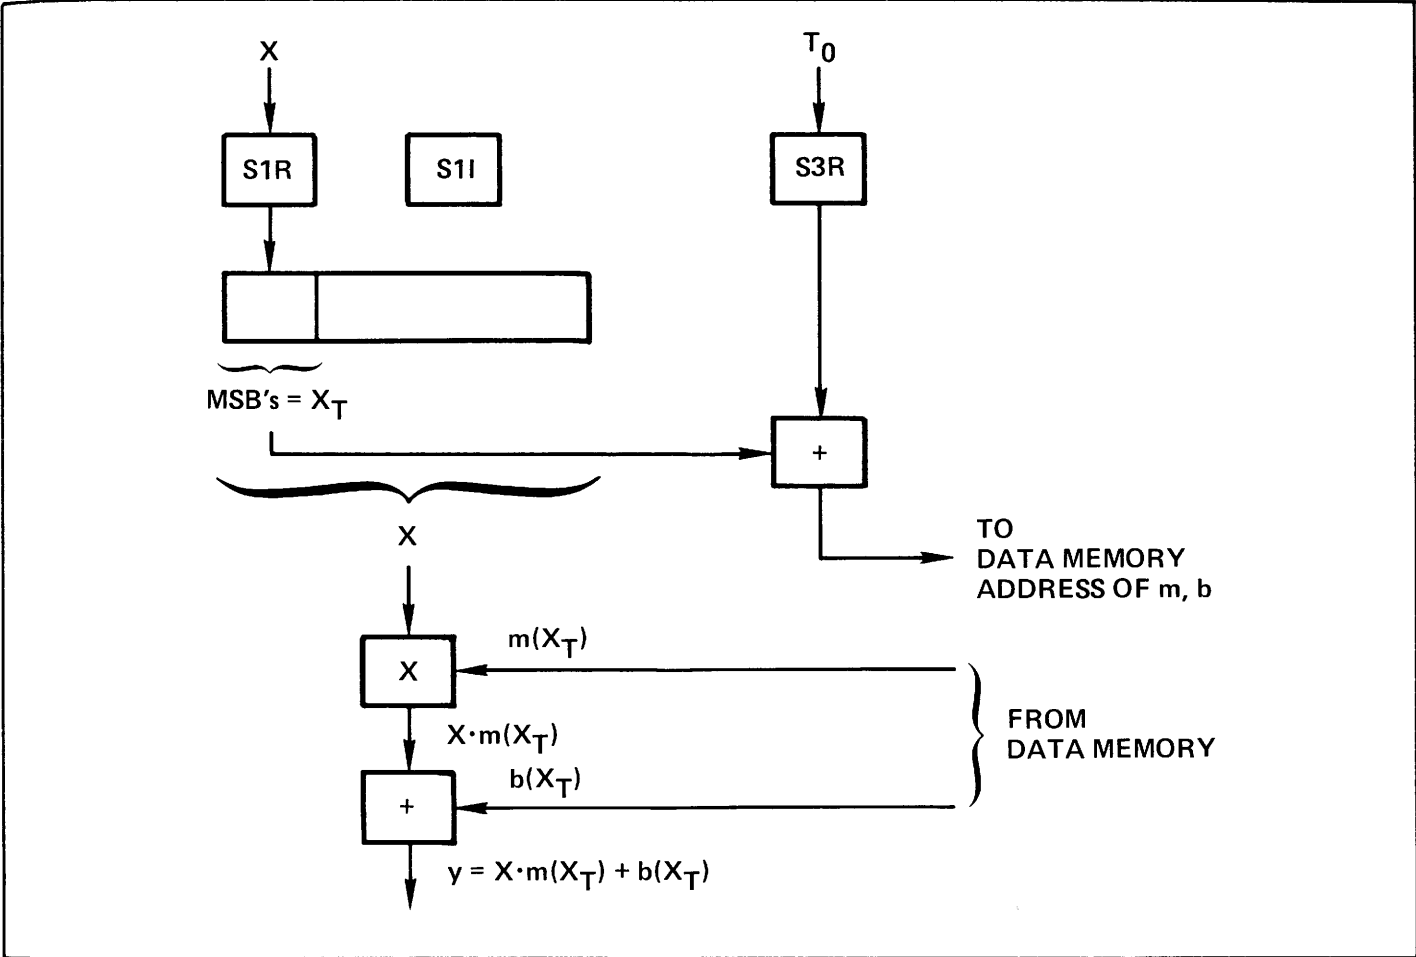 X
T0
S1R
S1I
S3R
MSB's = XT
+
X
TO
DATA MEMORY
ADDRESS OF m, b
m(XT)
X
X·m(XT)
FROM
DATA MEMORY
b(XT)
+
y = X·m(XT) + b(XT)